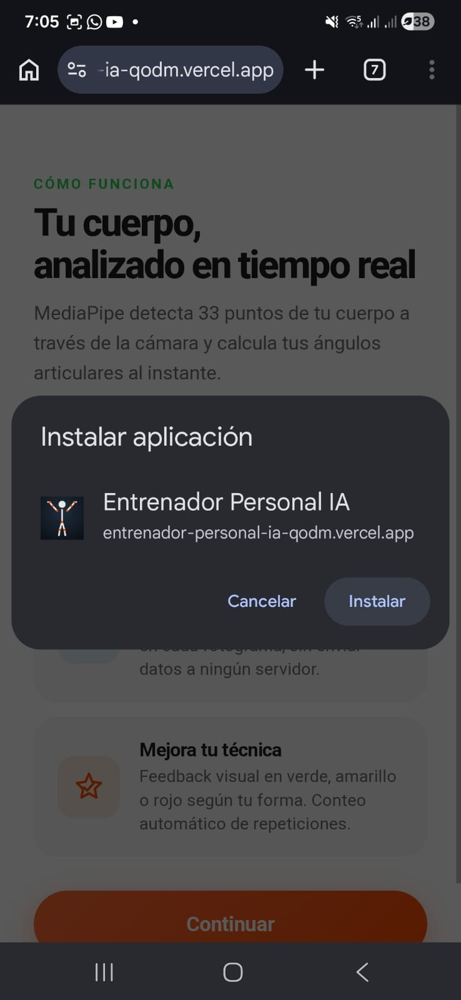 7:05
5
38
-ia-qodm.vercel.app
7
CÓMO FUNCIONA
Tu cuerpo,
analizado en tiempo real
MediaPipe detecta 33 puntos de tu cuerpo a
través de la cámara y calcula tus ángulos
articulares al instante.
Instalar aplicación
Entrenador Personal IA
entrenador-personal-ia-qodm.vercel.app
Cancelar
Instalar
datos a ningún servidor.
Mejora tu técnica
Feedback visual en verde, amarillo
o rojo según tu forma. Conteo
automático de repeticiones.
Continuar